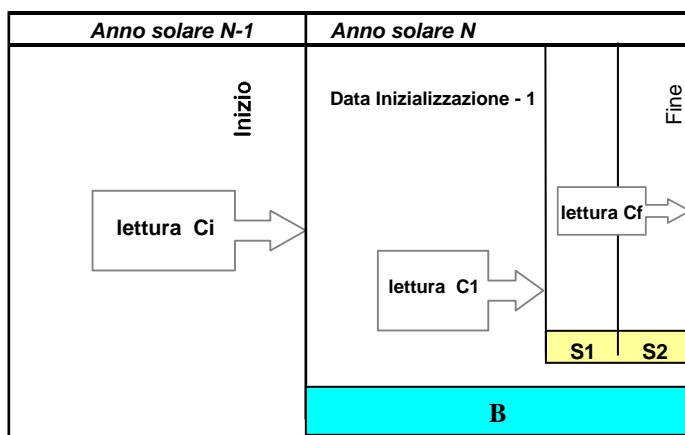 Anno solare N-1 Anno solare N
Inizio
Data Inizializzazione - 1
Fine
lettura Ci
lettura Cf
lettura C1
S1 S2
B